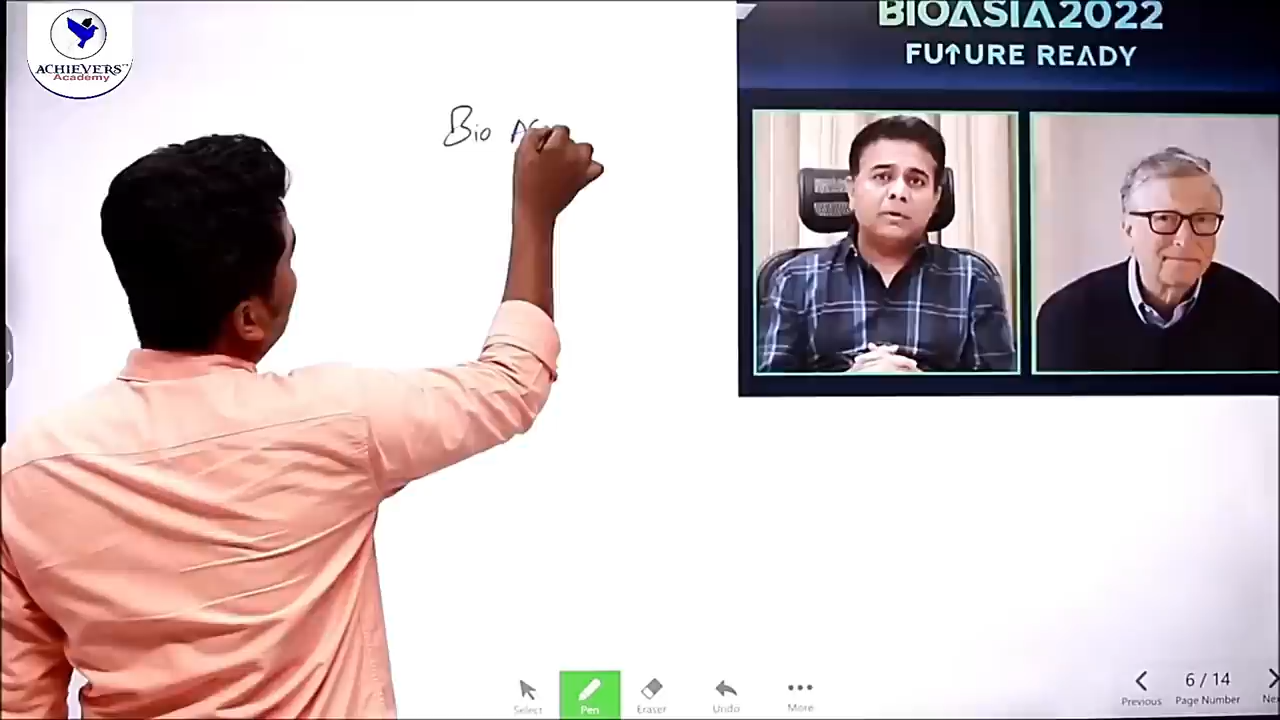 ACHIEVERS
Academy
BIOASIA2022
FUTURE READY
Bio
Select
Pen
Eraser
Undo
More
Previous
6 / 14
Page Number